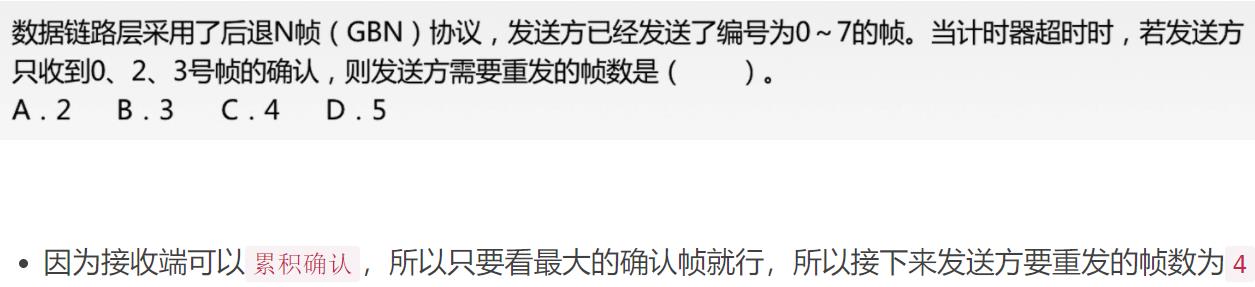 数据链路层采用了后退N帧（GBN）协议，发送方已经发送了编号为0～7的帧。当计时器超时时，若发送方
只收到0、2、3号帧的确认，则发送方需要重发的帧数是（　　）。
A．2　B．3　C．4　D．5
• 因为接收端可以 累积确认 ，所以只要看最大的确认帧就行，所以接下来发送方要重发的帧数为 4